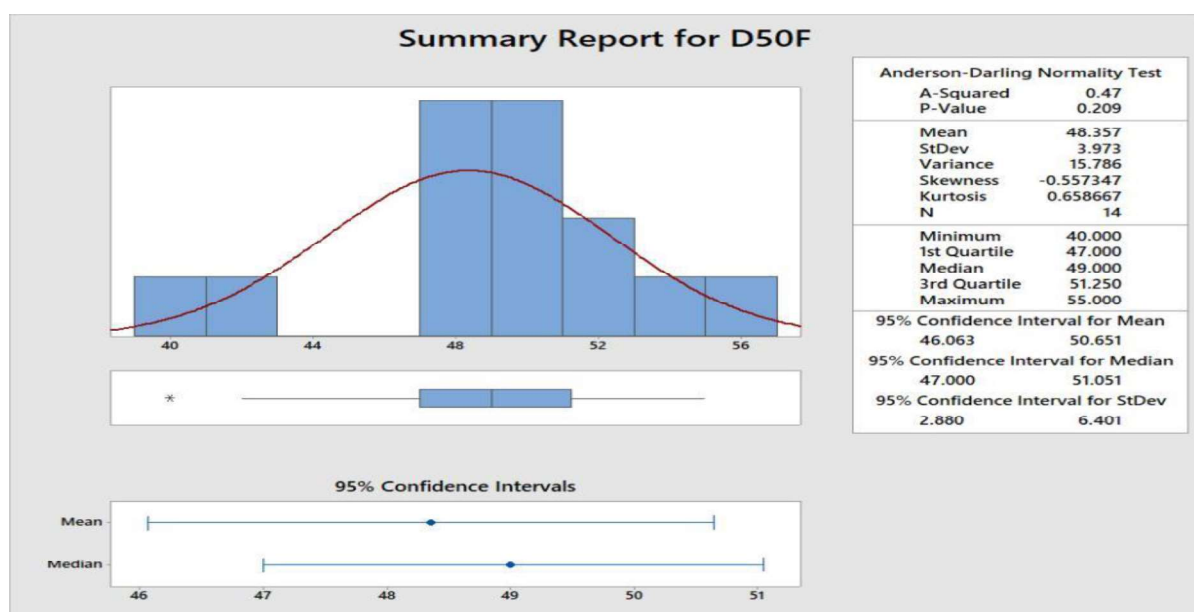 Summary Report for D50F
Anderson-Darling Normality Test
A-Squared 0.47
P-Value 0.209
Mean 48.357
StDev 3.973
Variance 15.786
Skewness -0.557347
Kurtosis 0.658667
N 14
Minimum 40.000
1st Quartile 47.000
Median 49.000
3rd Quartile 51.250
Maximum 55.000
95% Confidence Interval for Mean
46.063 50.651
95% Confidence Interval for Median
47.000 51.051
95% Confidence Interval for StDev
2.880 6.401
40 44 48 52 56
*
95% Confidence Intervals
Mean
Median
46 47 48 49 50 51